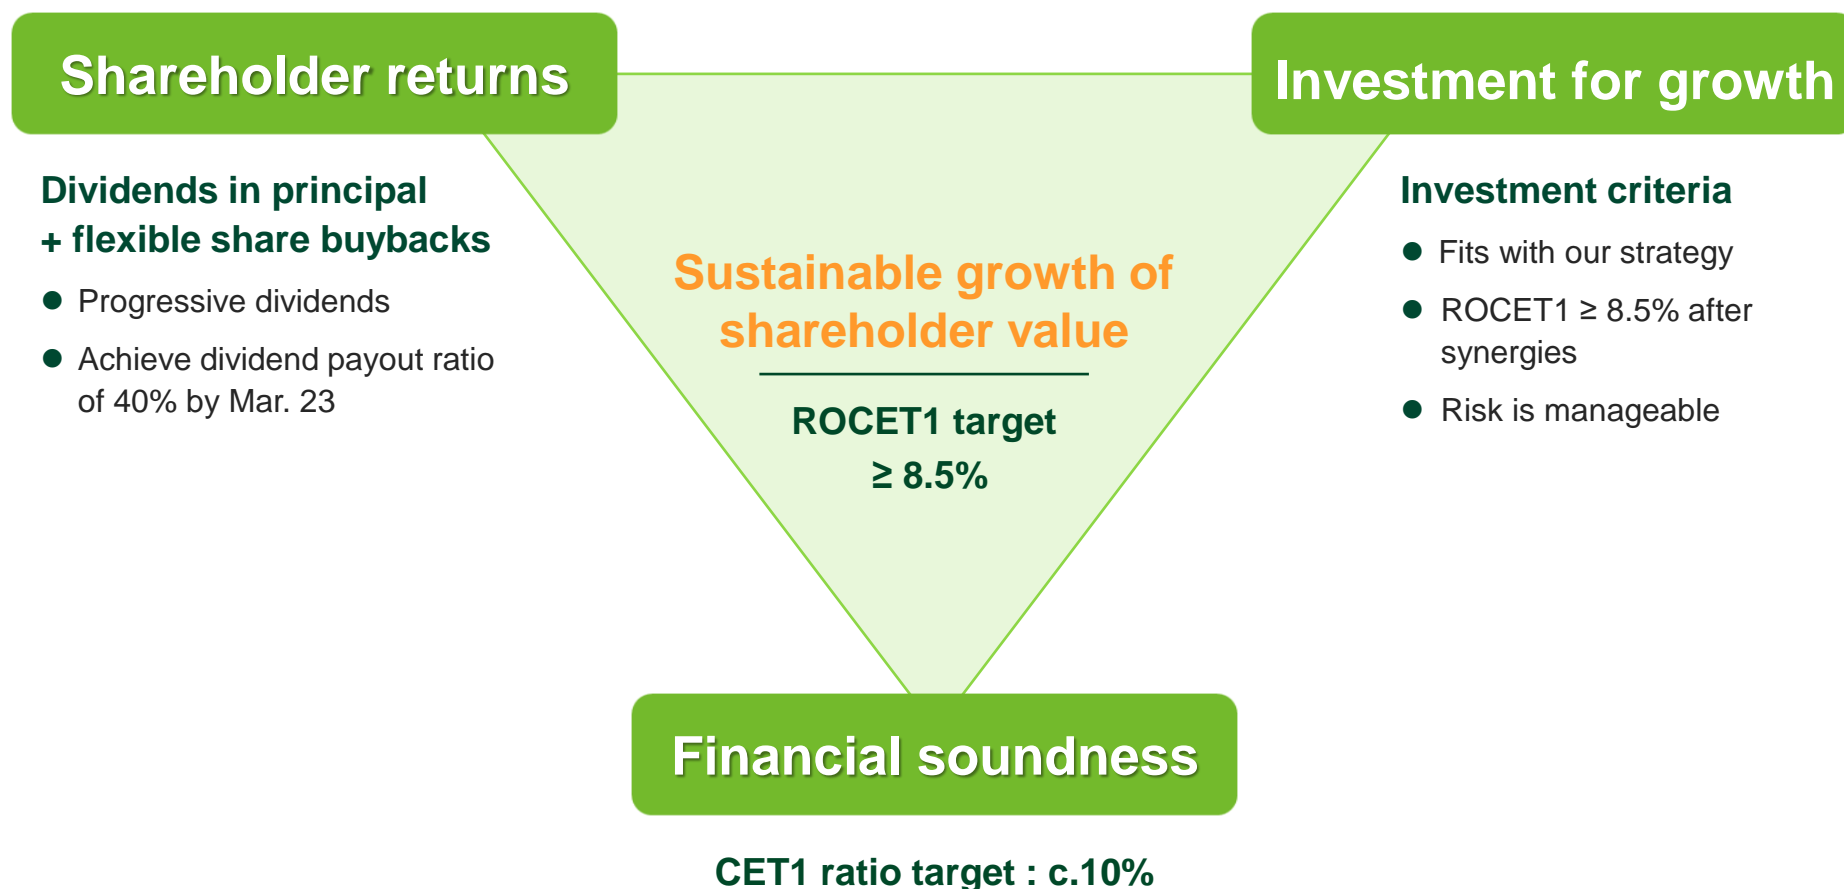 Shareholder returns
Investment for growth
Dividends in principal
+ flexible share buybacks
● Progressive dividends
● Achieve dividend payout ratio
of 40% by Mar. 23
Sustainable growth of
shareholder value
ROCET1 target
≥ 8.5%
Investment criteria
● Fits with our strategy
● ROCET1 ≥ 8.5% after
synergies
● Risk is manageable
Financial soundness
CET1 ratio target : c.10%